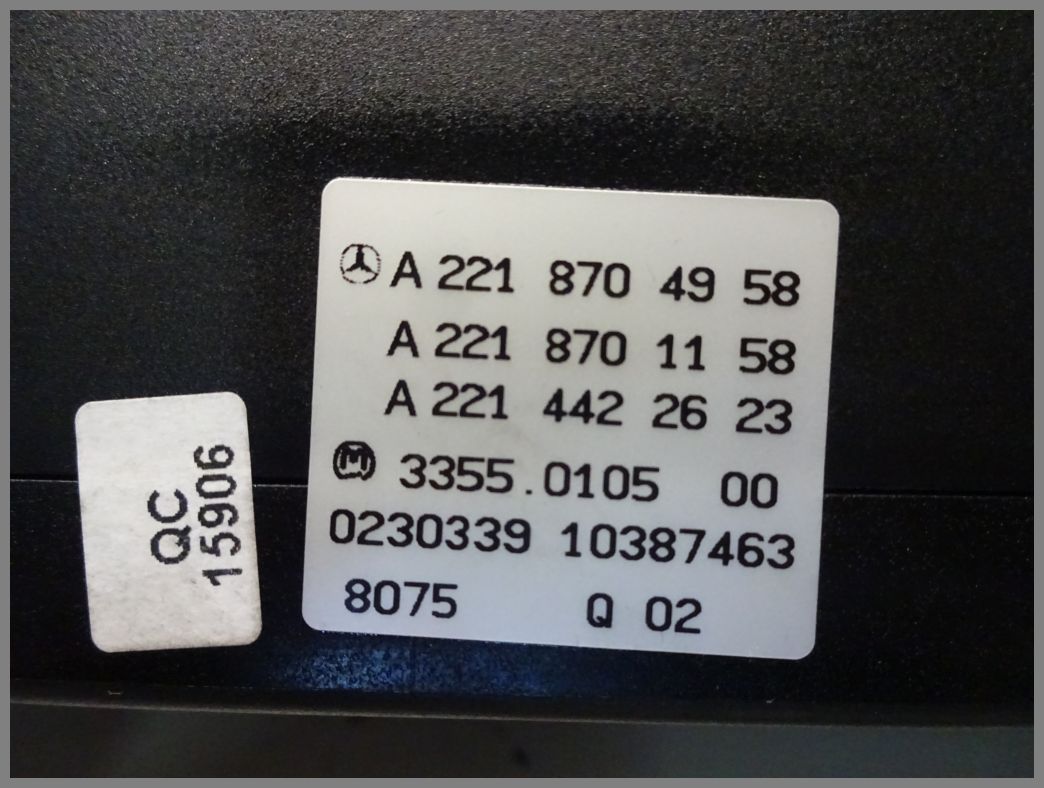 A 221 870 49 58
A 221 870 11 58
A 221 442 26 23
M 3355.0105 00
0230339 10387463
8075 Q 02
QC
15906